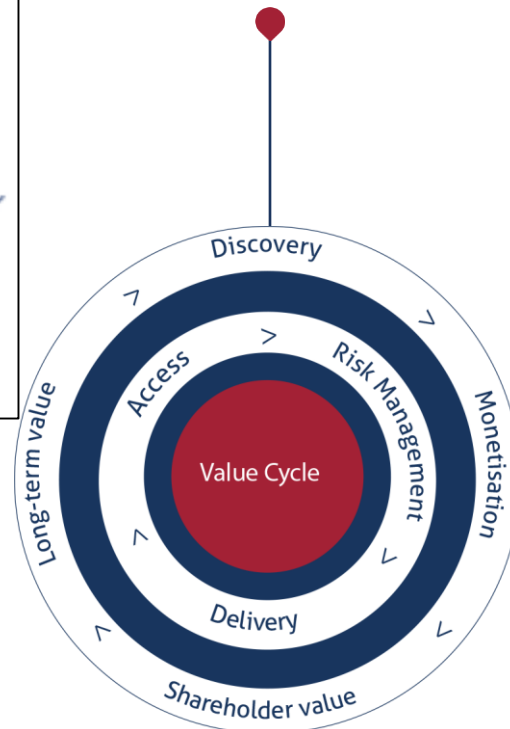 Discovery
Monetisation
Shareholder value
Long-term value
Access
Risk Management
Delivery
Value Cycle